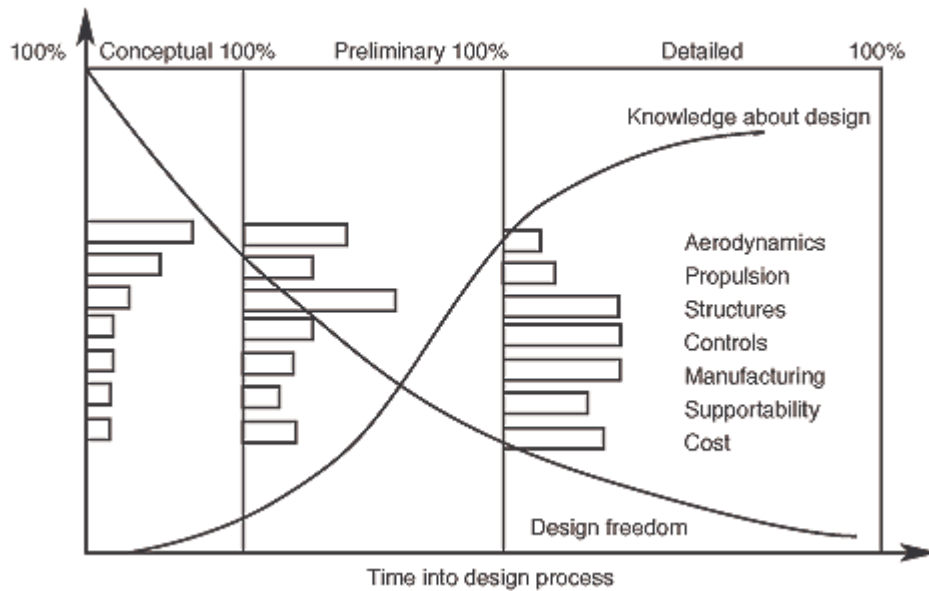 100% Conceptual 100% Preliminary 100% Detailed 100%
Knowledge about design
Aerodynamics
Propulsion
Structures
Controls
Manufacturing
Supportability
Cost
Design freedom
Time into design process